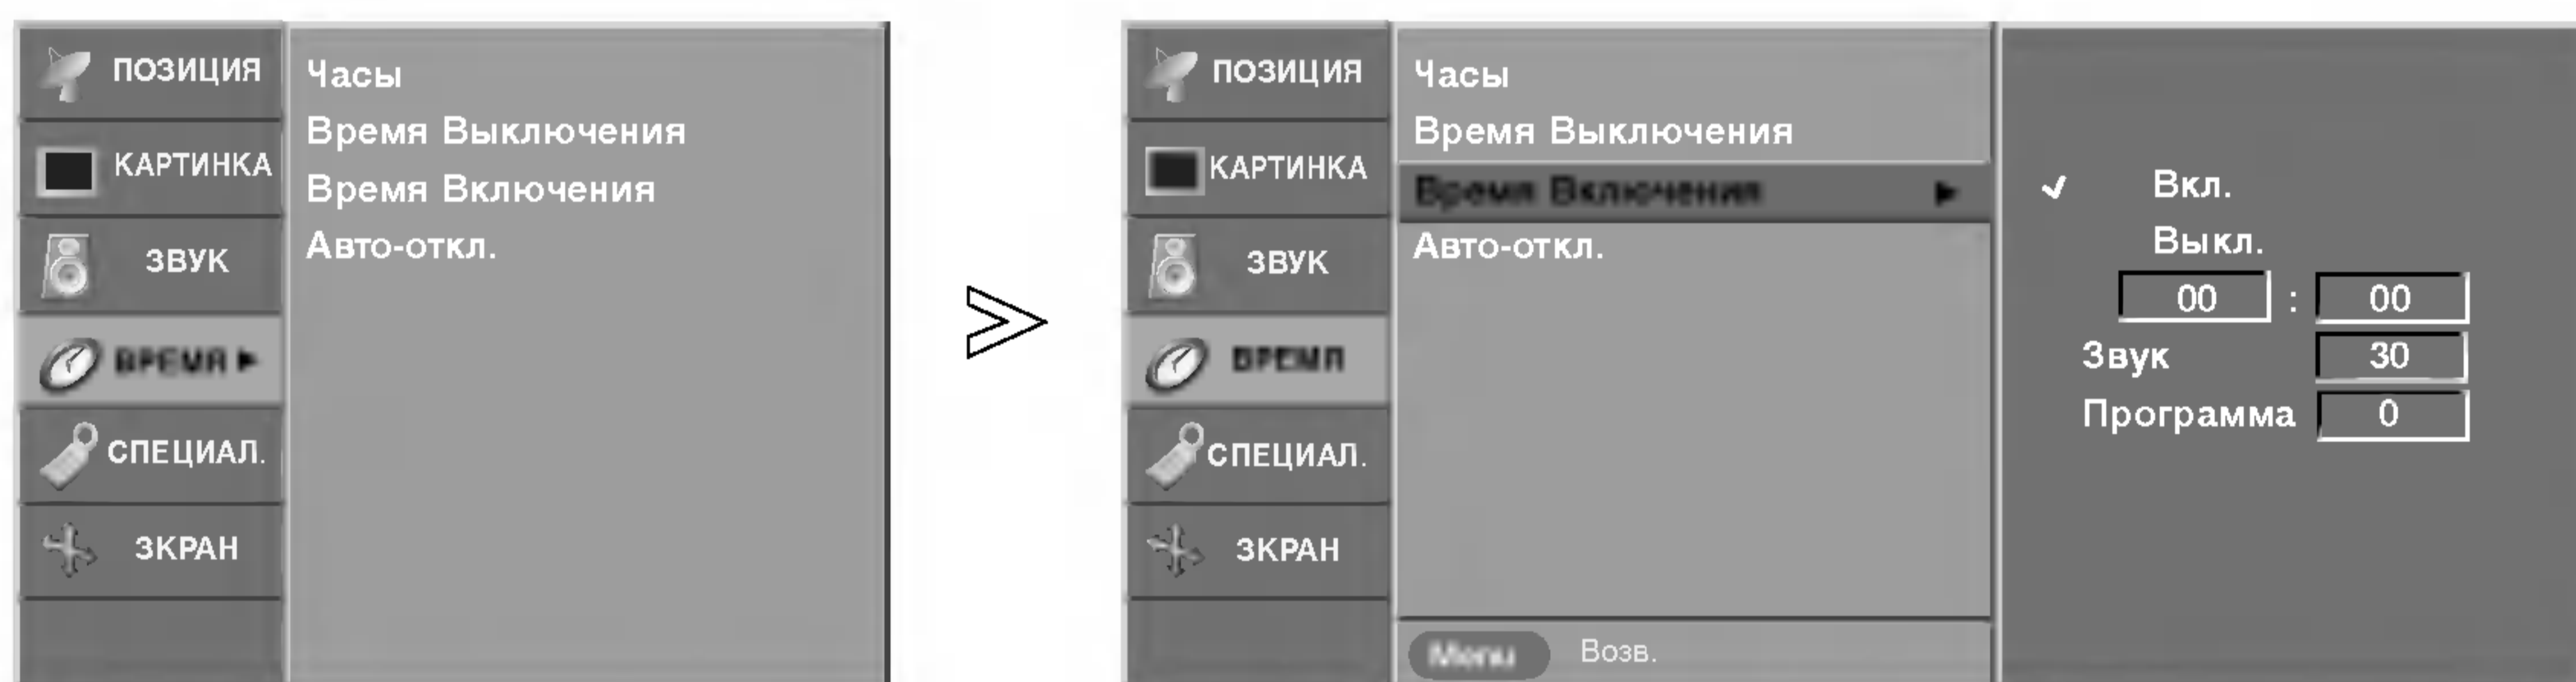 ПОЗИЦИЯ
КАРТИНКА
ЗВУК
ВРЕМЯ
СПЕЦИАЛ.
ЗКРАН
Часы
Время Выключения
Время Включения
Авто-откл.
ПОЗИЦИЯ
КАРТИНКА
ЗВУК
ВРЕМЯ
СПЕЦИАЛ.
ЗКРАН
Часы
Время Выключения
Время Включения
Авто-откл.
Menu Возв.
Вкл.
Выкл.
00 : 00
Звук 30
Программа 0